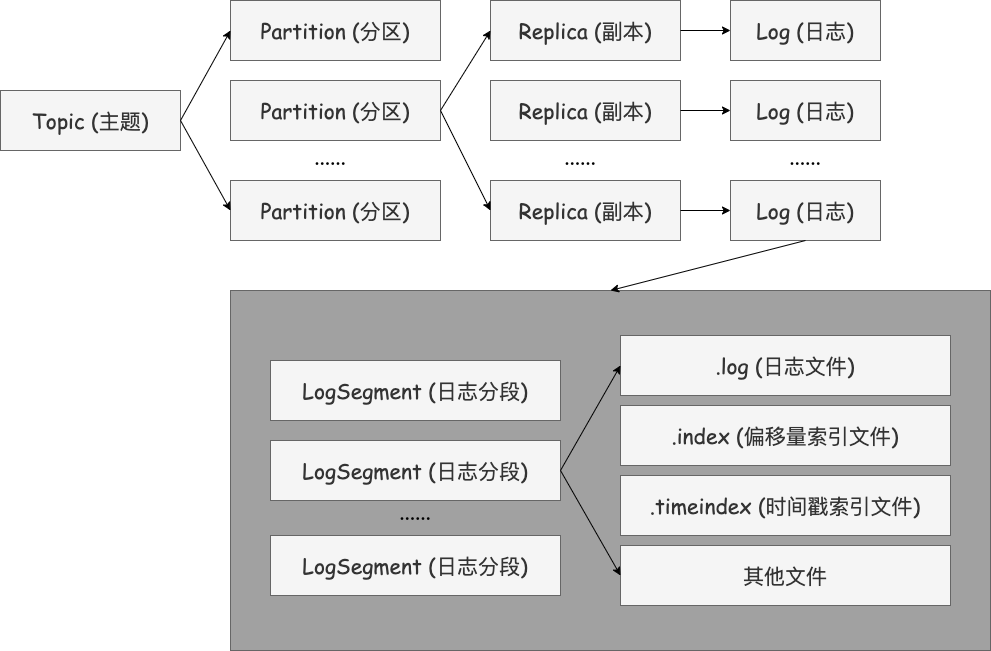 Topic (主题)
Partition (分区)
Partition (分区)
......
Partition (分区)
Replica (副本)
Replica (副本)
......
Replica (副本)
Log (日志)
Log (日志)
......
Log (日志)
LogSegment (日志分段)
LogSegment (日志分段)
......
LogSegment (日志分段)
.log (日志文件)
.index (偏移量索引文件)
.timeindex (时间戳索引文件)
其他文件